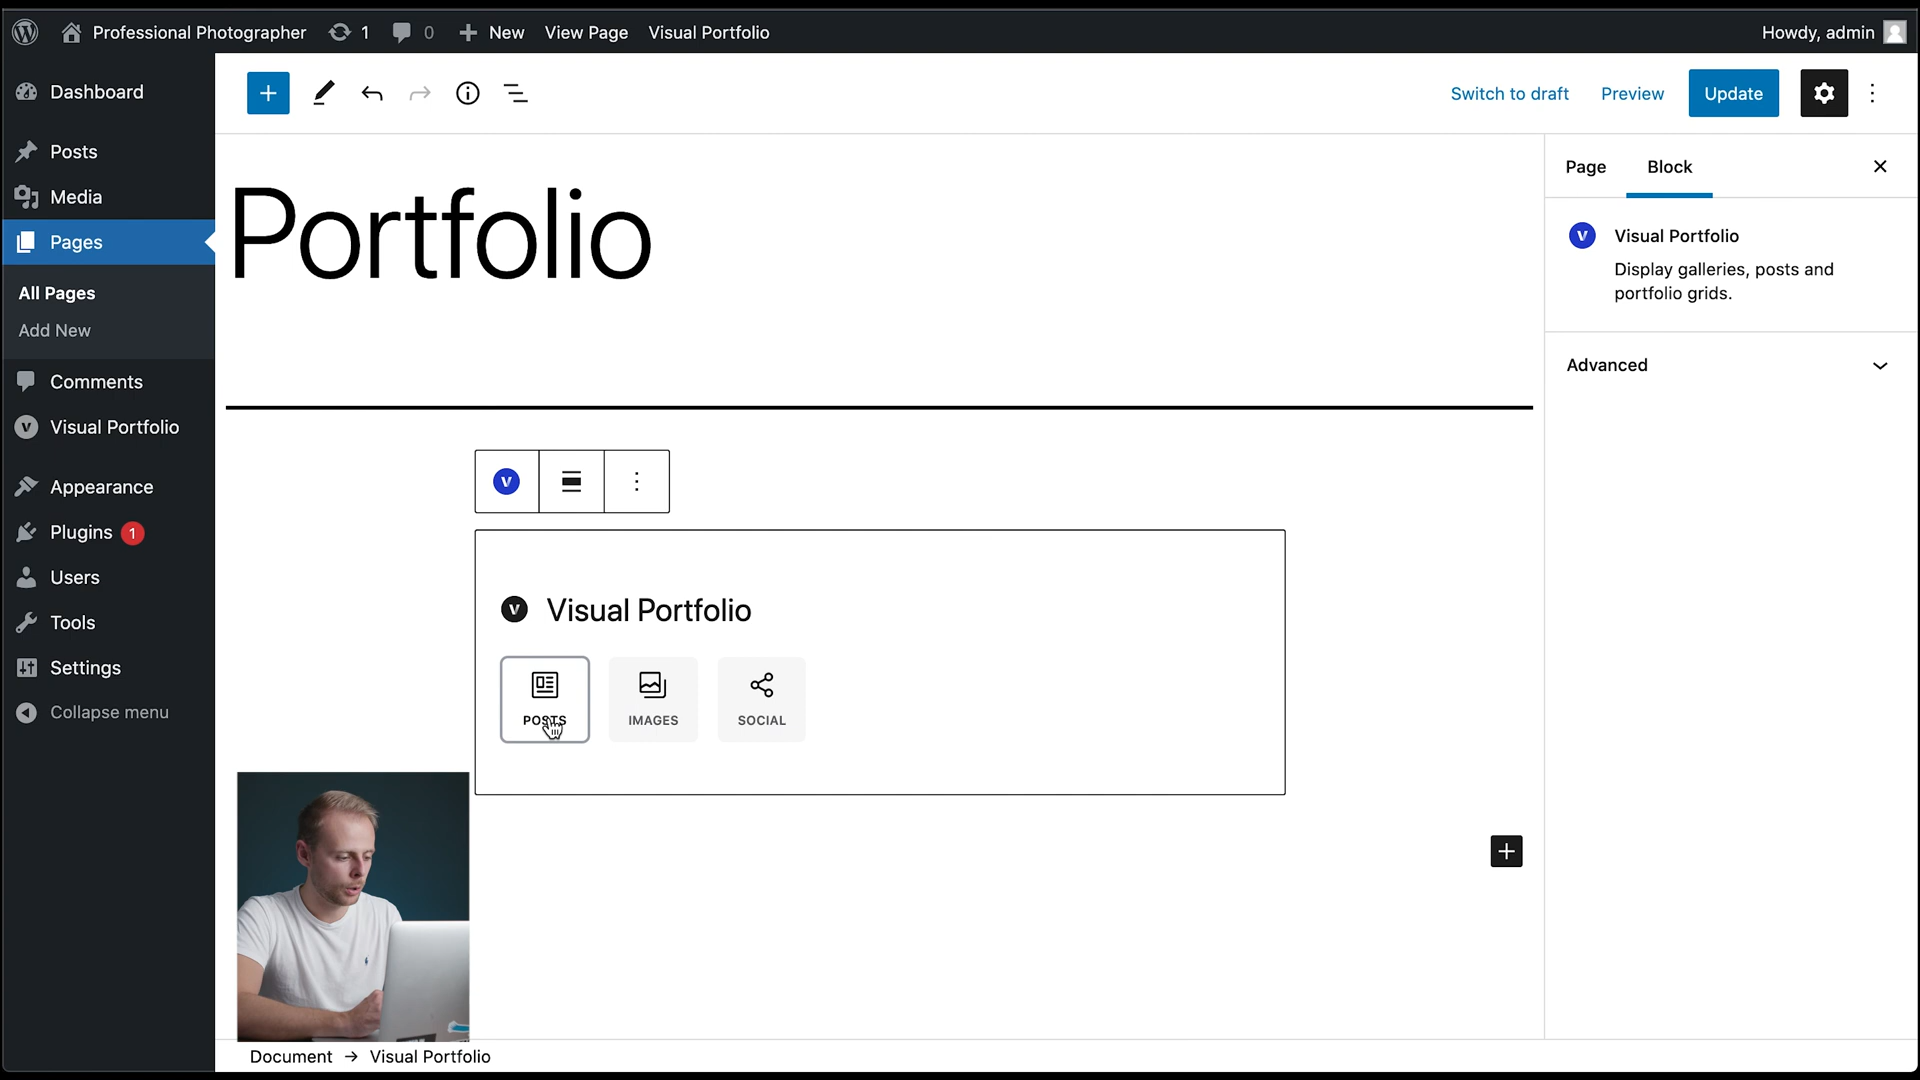 Professional Photographer 1 0 New View Page Visual Portfolio Howdy, admin
Dashboard
Posts
Media
Pages
All Pages
Add New
Comments
Visual Portfolio
Appearance
Plugins 1
Users
Tools
Settings
Collapse menu
Switch to draft Preview Update
Portfolio
Visual Portfolio
POSTS IMAGES SOCIAL
Page Block
Visual Portfolio
Display galleries, posts and
portfolio grids.
Advanced
Document → Visual Portfolio